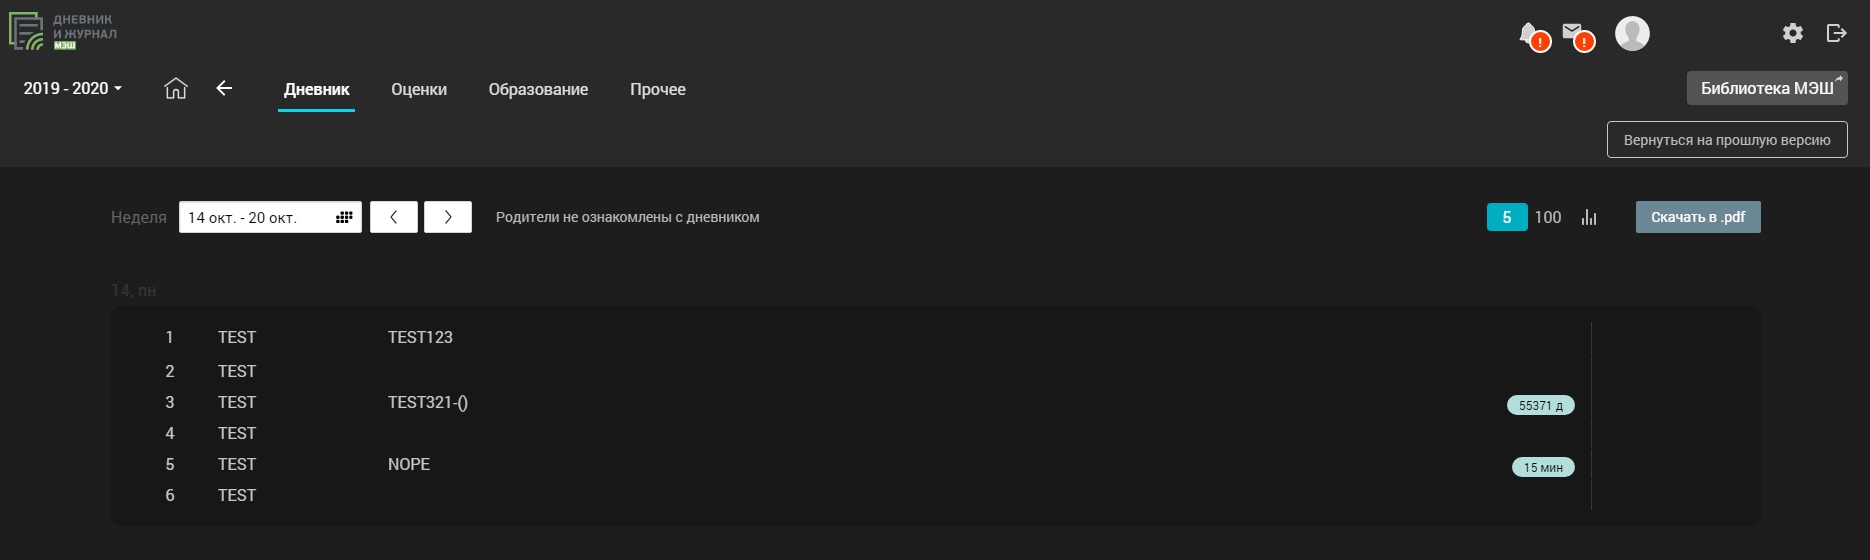 ДНЕВНИК
И ЖУРНАЛ
МЭШ
2019 - 2020
Дневник
Оценки
Образование
Прочее
Библиотека МЭШ
Вернуться на прошлую версию
Неделя
14 окт. - 20 окт.
Родители не ознакомлены с дневником
5
100
Скачать в .pdf
14, пн
1 TEST TEST123
2 TEST
3 TEST TEST321-() 55371 д
4 TEST
5 TEST NOPE 15 мин
6 TEST